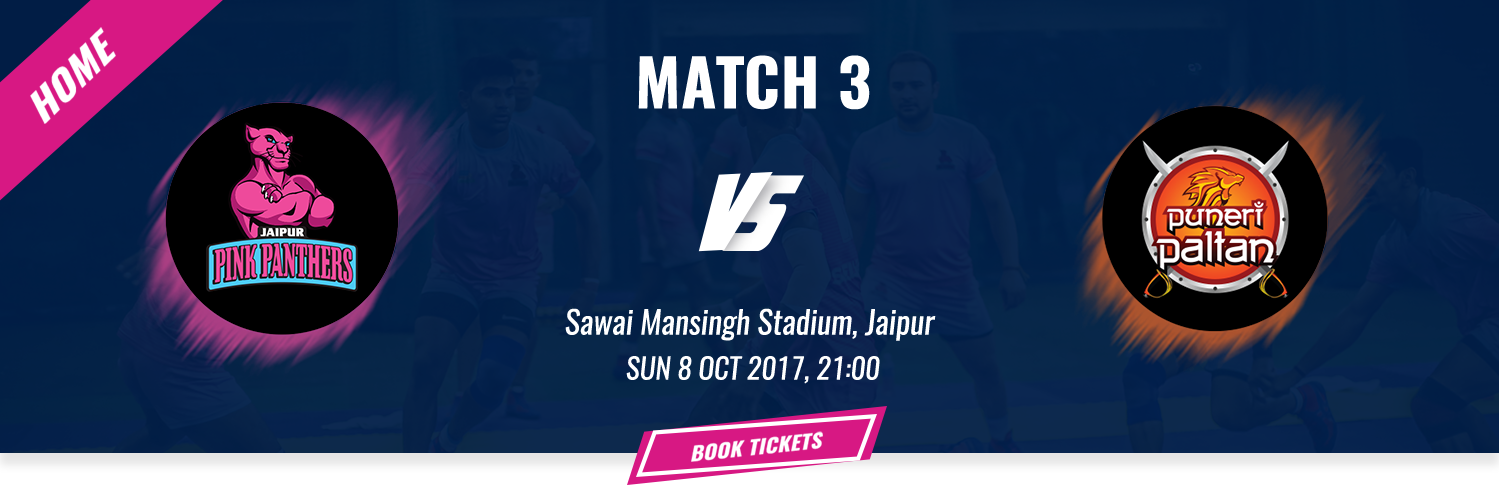 HOME
MATCH 3
VS
JAIPUR
PINK PANTHERS
puneri
paltan
Sawai Mansingh Stadium, Jaipur
SUN 8 OCT 2017, 21:00
BOOK TICKETS